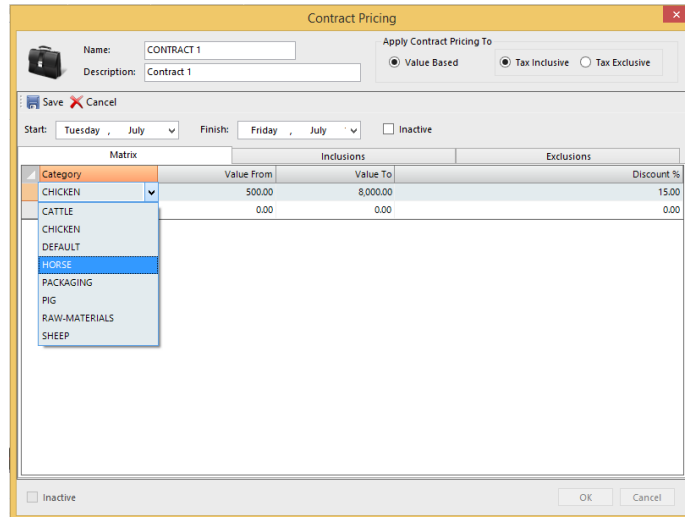 Contract Pricing
Name: CONTRACT 1
Description: Contract 1
Apply Contract Pricing To
Value Based Tax Inclusive Tax Exclusive
Save Cancel
Start: Tuesday , July Finish: Friday , July Inactive
Matrix Inclusions Exclusions
Category Value From Value To Discount %
CHICKEN 500.00 8,000.00 15.00
0.00 0.00 0.00
CATTLE
CHICKEN
DEFAULT
HORSE
PACKAGING
PIG
RAW-MATERIALS
SHEEP
Inactive OK Cancel